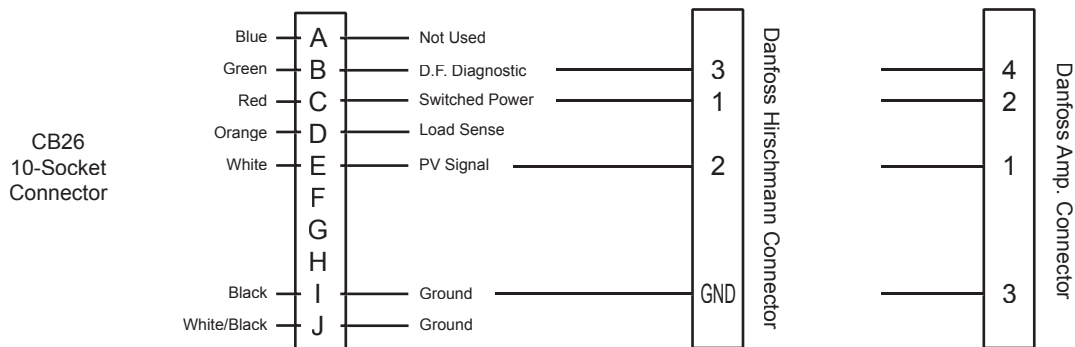 CB26
10-Socket
Connector
Blue A Not Used
Green B D.F. Diagnostic 3 4
Red C Switched Power 1 2
Orange D Load Sense
White E PV Signal 2 1
F
G
H
Black I Ground GND 3
White/Black J Ground
Danfoss Hirschmann Connector
Danfoss Amp. Connector